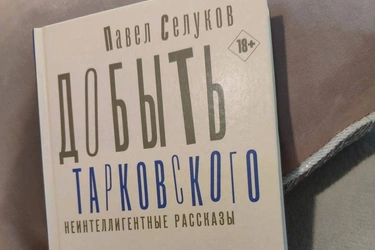 Павел Селуков
18+
ДОБЫТЬ
ТАРКОВСКОГО
НЕИНТЕЛЛИГЕНТНЫЕ РАССКАЗЫ